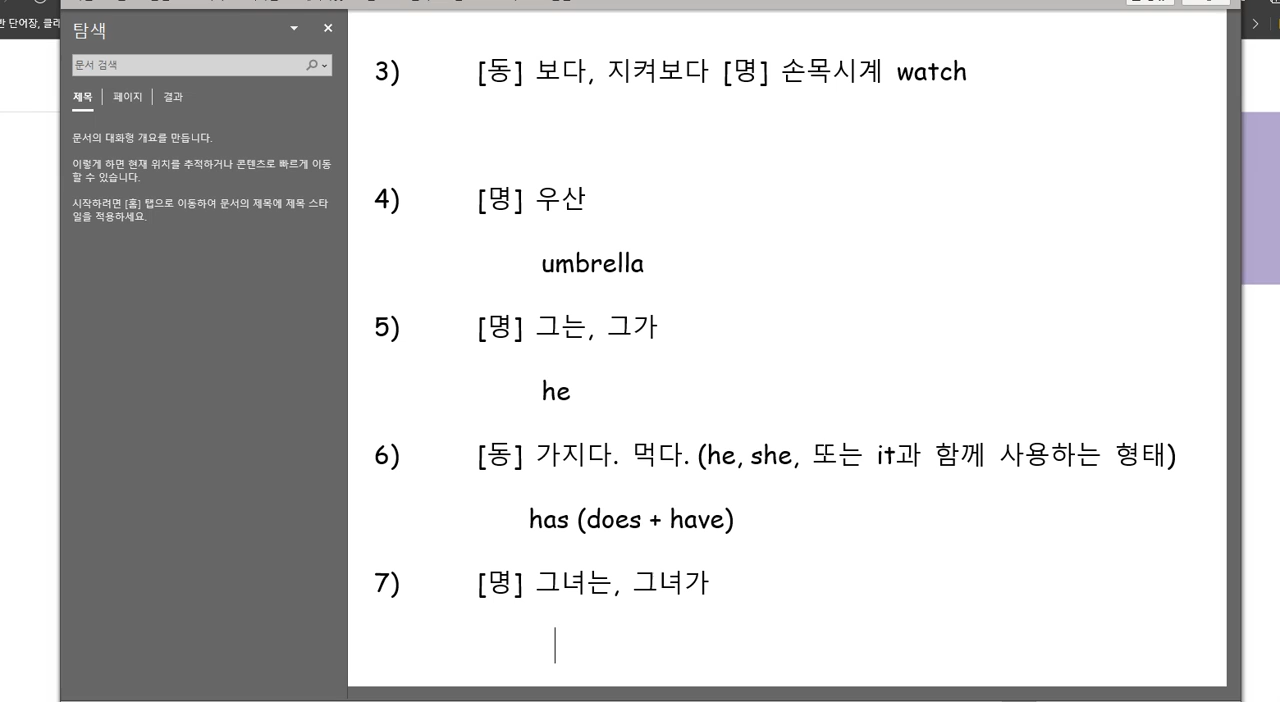 반 단어장, 클래
탐색
문서 검색
제목 페이지 결과
문서의 대화형 개요를 만듭니다.
이렇게 하면 현재 위치를 추적하거나 콘텐츠로 빠르게 이동
할 수 있습니다.
시작하려면 [홈] 탭으로 이동하여 문서의 제목에 제목 스타
일을 적용하세요.
3) [동] 보다, 지켜보다 [명] 손목시계 watch
4) [명] 우산
umbrella
5) [명] 그는, 그가
he
6) [동] 가지다. 먹다. (he, she, 또는 it과 함께 사용하는 형태)
has (does + have)
7) [명] 그녀는, 그녀가